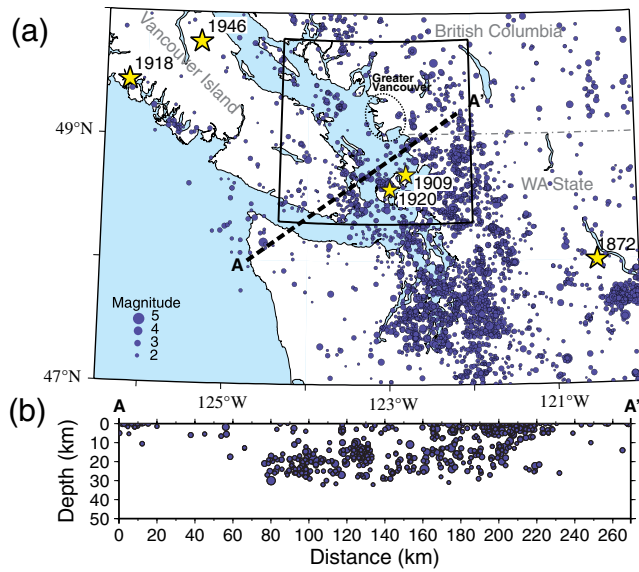 (a)
Vancouver Island
1946
1918
British Columbia
Greater
Vancouver
A'
49°N
1909
1920
WA State
1872
A
Magnitude
5
4
3
2
47°N
125°W
123°W
121°W
(b)
A
A'
Depth (km)
0
10
20
30
40
50
0 20 40 60 80 100 120 140 160 180 200 220 240 260
Distance (km)